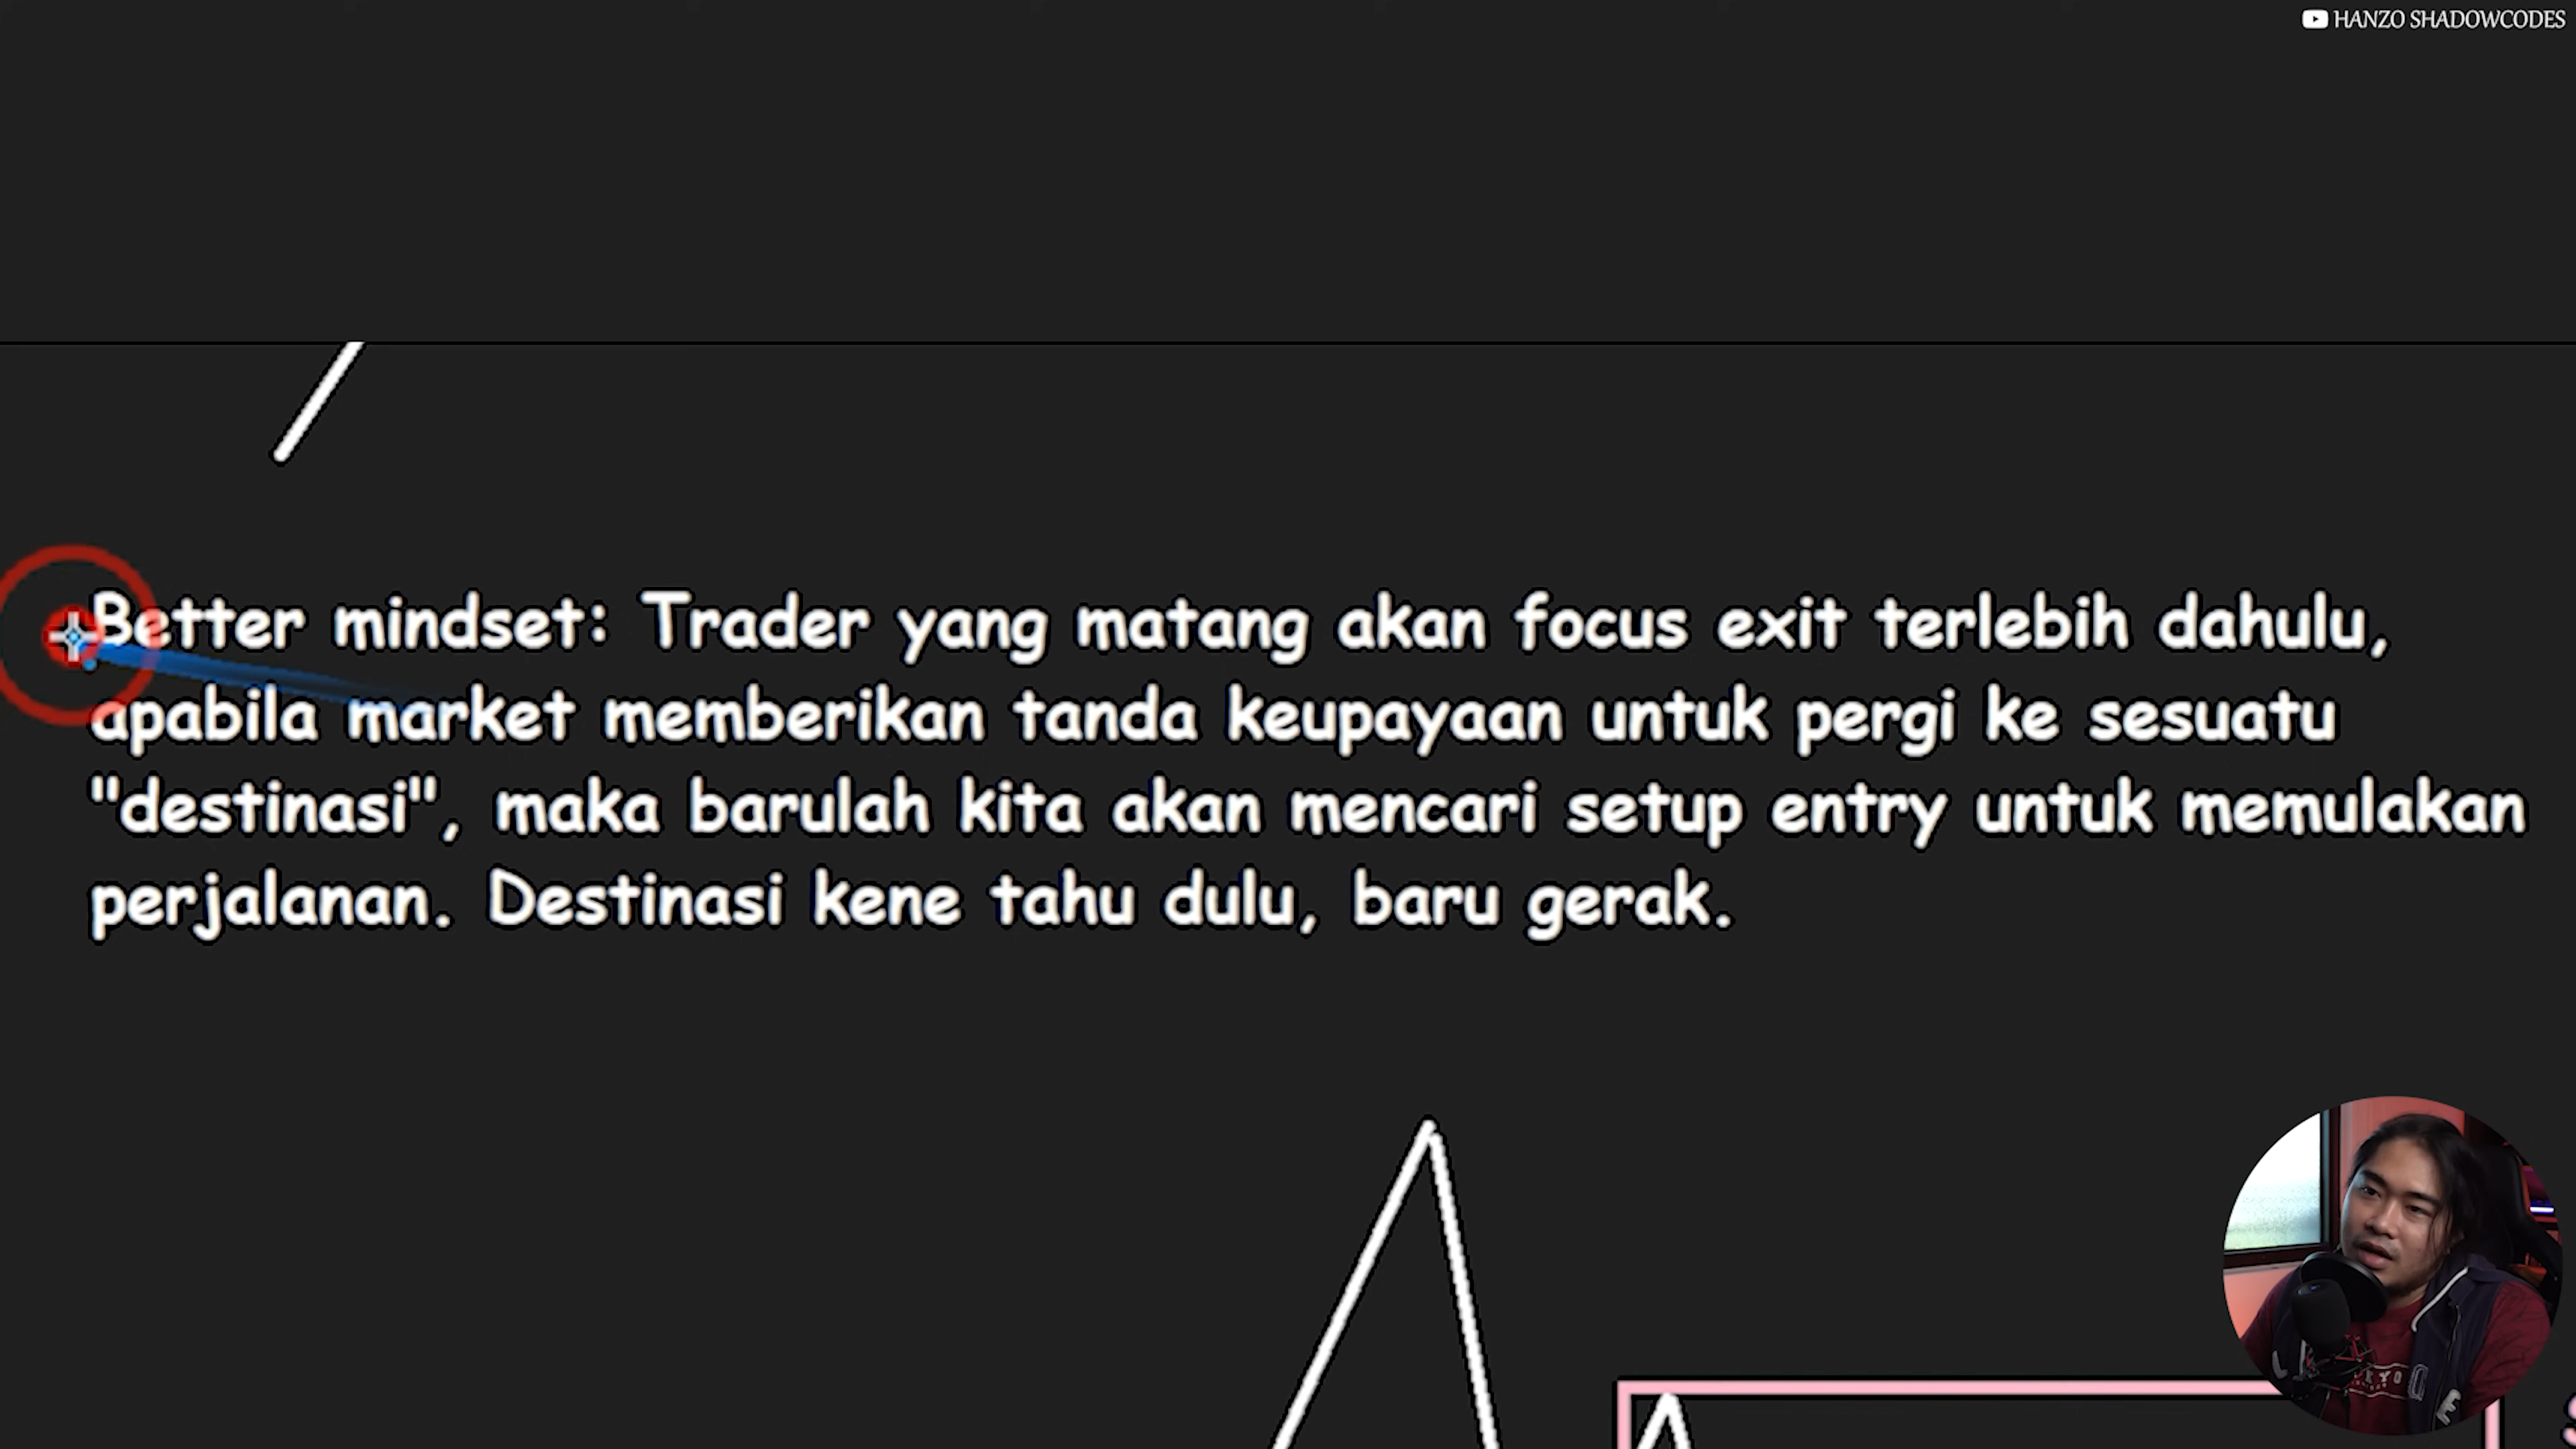 HANZO SHADOWCODES
Better mindset: Trader yang matang akan focus exit terlebih dahulu,
apabila market memberikan tanda keupayaan untuk pergi ke sesuatu
"destinasi", maka barulah kita akan mencari setup entry untuk memulakan
perjalanan. Destinasi kene tahu dulu, baru gerak.